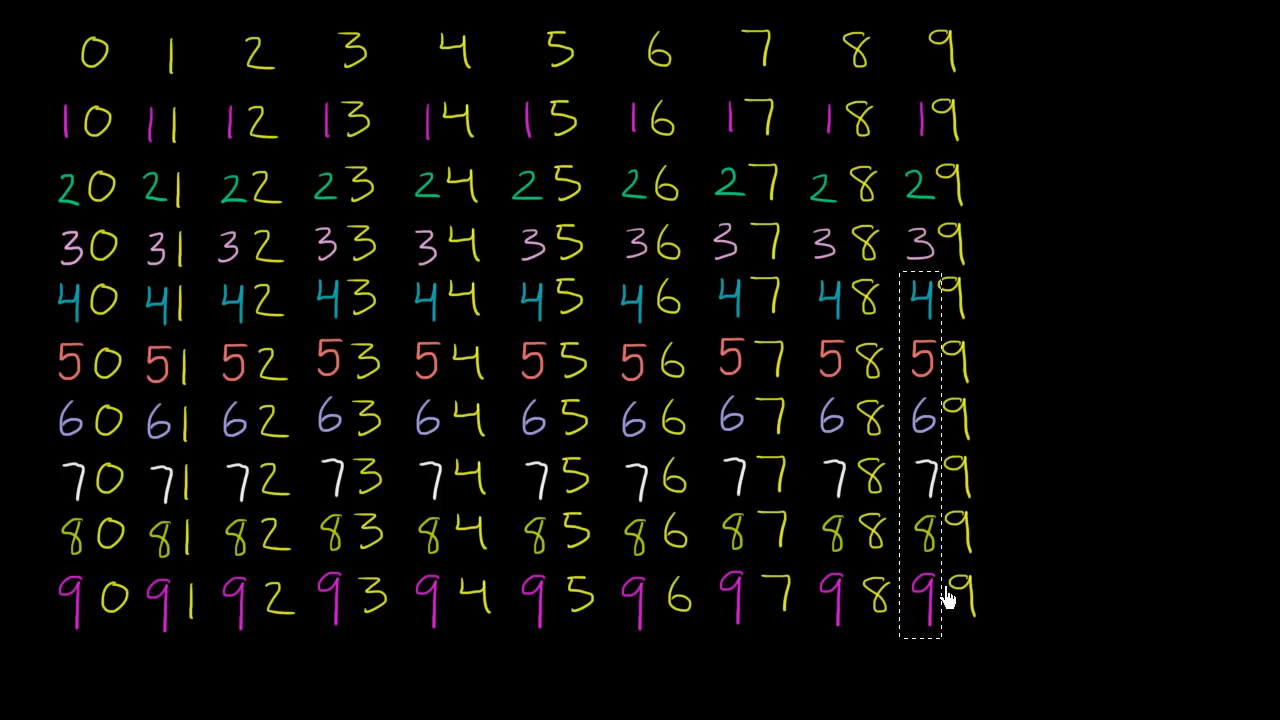 0 1 2 3 4 5 6 7 8 9
10 11 12 13 14 15 16 17 18 19
20 21 22 23 24 25 26 27 28 29
30 31 32 33 34 35 36 37 38 39
40 41 42 43 44 45 46 47 48 49
50 51 52 53 54 55 56 57 58 59
60 61 62 63 64 65 66 67 68 69
70 71 72 73 74 75 76 77 78 79
80 81 82 83 84 85 86 87 88 89
90 91 92 93 94 95 96 97 98 99